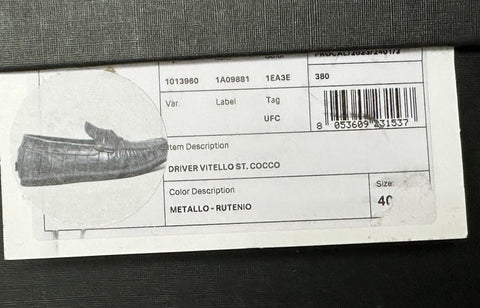 1013960 1A09881 1EA3E 380
Var. Label Tag
UFC
8 053609 231537
Item Description
DRIVER VITELLO ST. COCCO
Color Description Size:
METALLO - RUTENIO 40